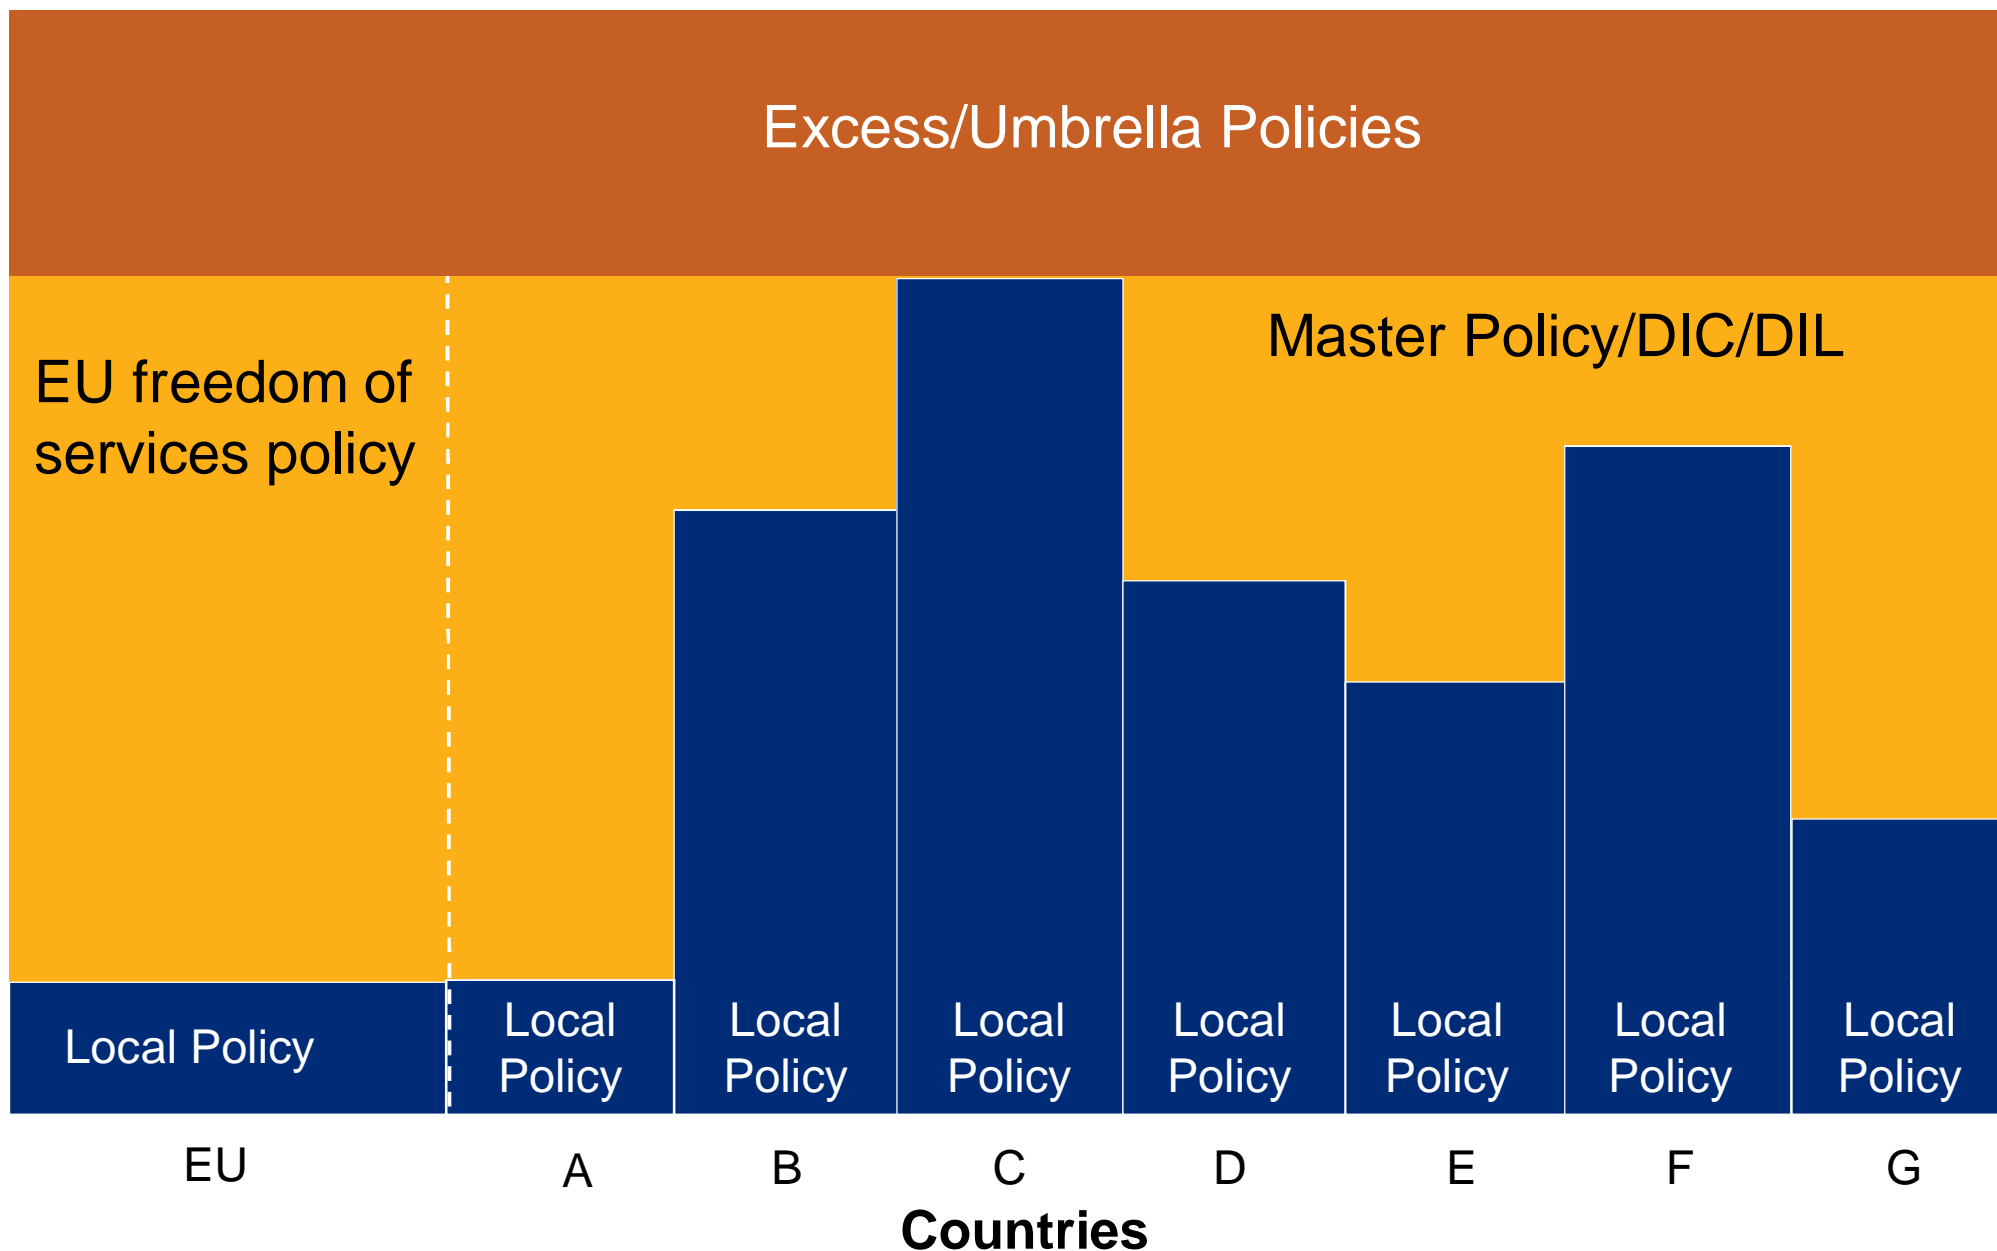 Excess/Umbrella Policies
Master Policy/DIC/DIL
EU freedom of
services policy
Local Policy
Local
Policy
Local
Policy
Local
Policy
Local
Policy
Local
Policy
Local
Policy
Local
Policy
EU
A
B
C
D
E
F
G
Countries